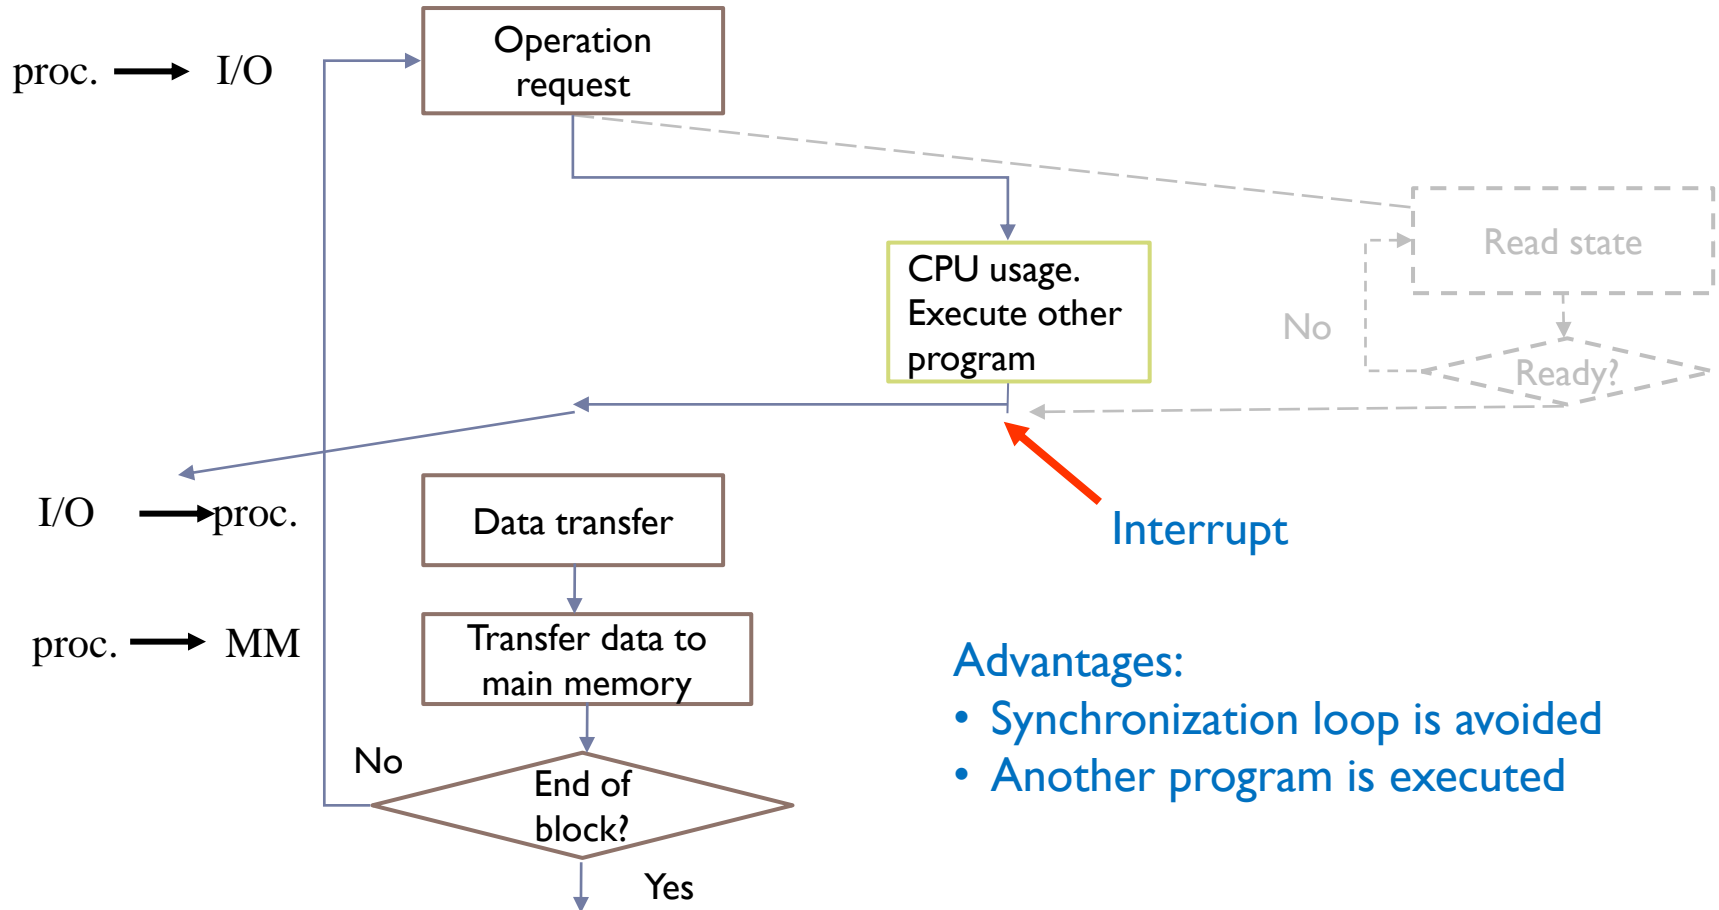 Operation
request
proc. I/O
Read state
CPU usage.
Execute other
program
No
Ready?
I/O proc.
Data transfer
Interrupt
proc. MM
Transfer data to
main memory
Advantages:
• Synchronization loop is avoided
• Another program is executed
No
End of
block?
Yes